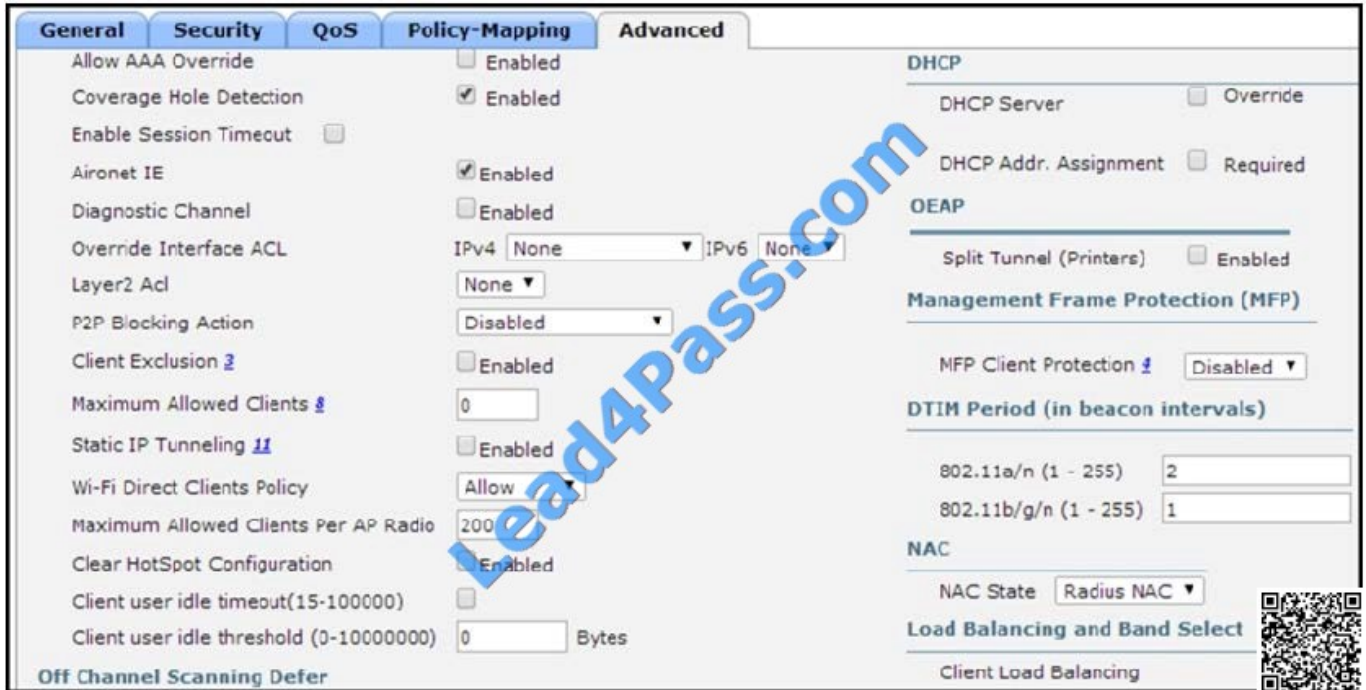 General Security QoS Policy-Mapping Advanced
Allow AAA Override Enabled
Coverage Hole Detection Enabled
Enable Session Timeout
Aironet IE Enabled
Diagnostic Channel Enabled
Override Interface ACL IPv4 None IPv6 None
Layer2 Acl None
P2P Blocking Action Disabled
Client Exclusion 3 Enabled
Maximum Allowed Clients 8 0
Static IP Tunneling 11 Enabled
Wi-Fi Direct Clients Policy Allow
Maximum Allowed Clients Per AP Radio 200
Clear HotSpot Configuration Enabled
Client user idle timeout(15-100000)
Client user idle threshold (0-10000000) 0 Bytes
Off Channel Scanning Defer
DHCP
DHCP Server Override
DHCP Addr. Assignment Required
OEAP
Split Tunnel (Printers) Enabled
Management Frame Protection (MFP)
MFP Client Protection 4 Disabled
DTIM Period (in beacon intervals)
802.11a/n (1 - 255) 2
802.11b/g/n (1 - 255) 1
NAC
NAC State Radius NAC
Load Balancing and Band Select
Client Load Balancing
Lead4Pass.com